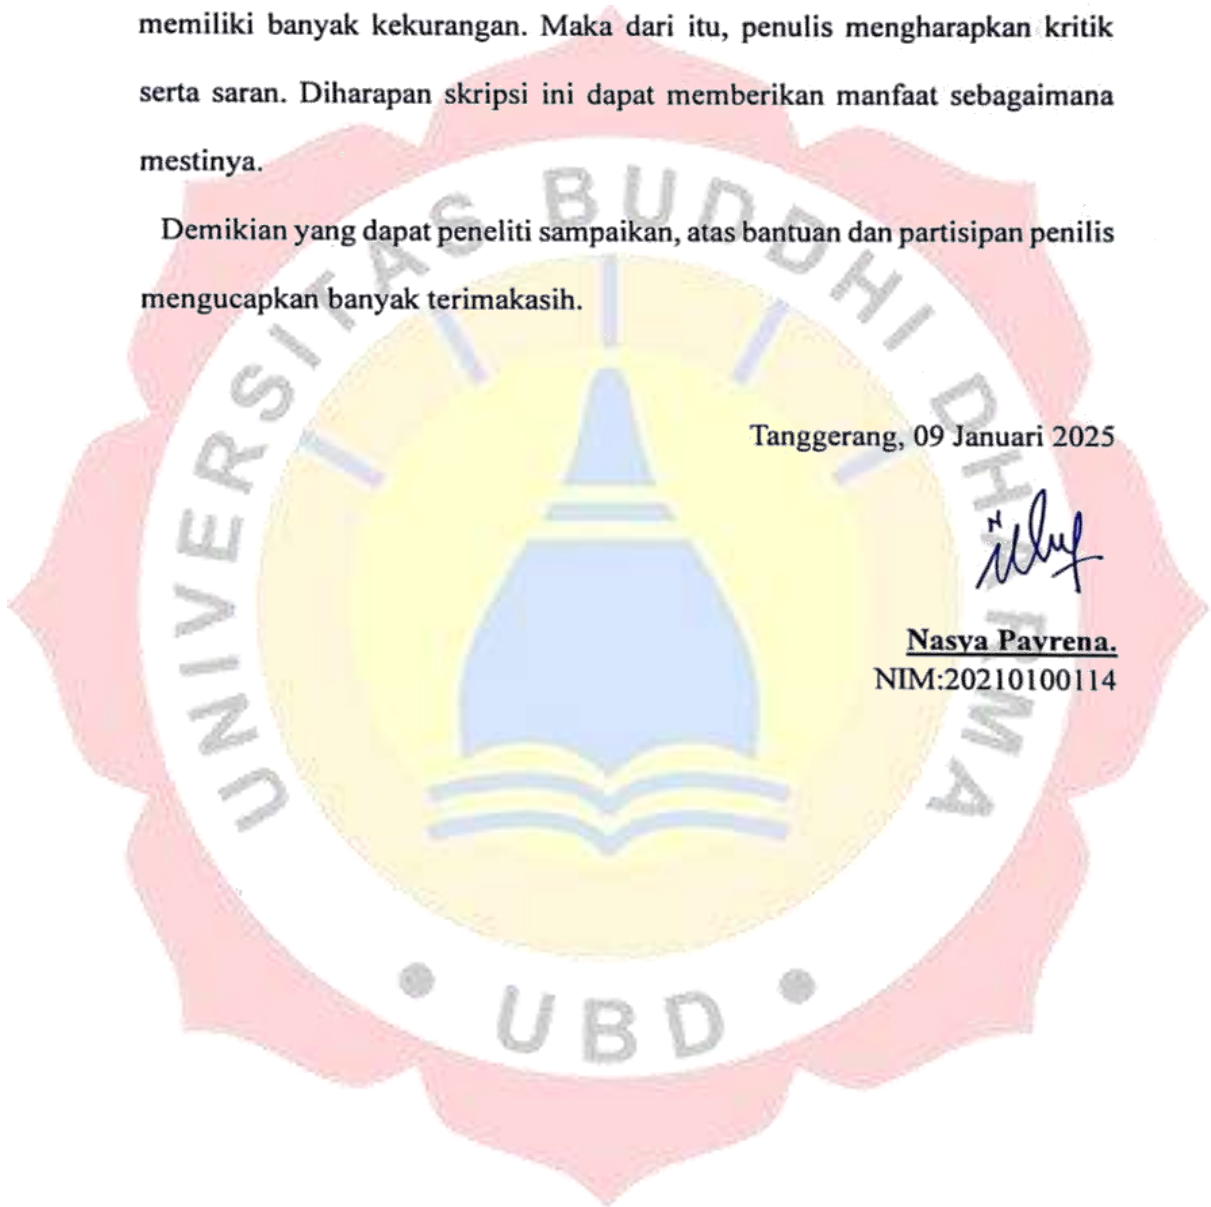 memiliki banyak kekurangan. Maka dari itu, penulis mengharapkan kritik
serta saran. Diharapan skripsi ini dapat memberikan manfaat sebagaimana
mestinya.
Demikian yang dapat peneliti sampaikan, atas bantuan dan partisipan penilis
mengucapkan banyak terimakasih.
Tanggerang, 09 Januari 2025
Nasya Pavrena.
NIM:20210100114
UNIVERSITAS BUDDHI DHARMA
• UBD •